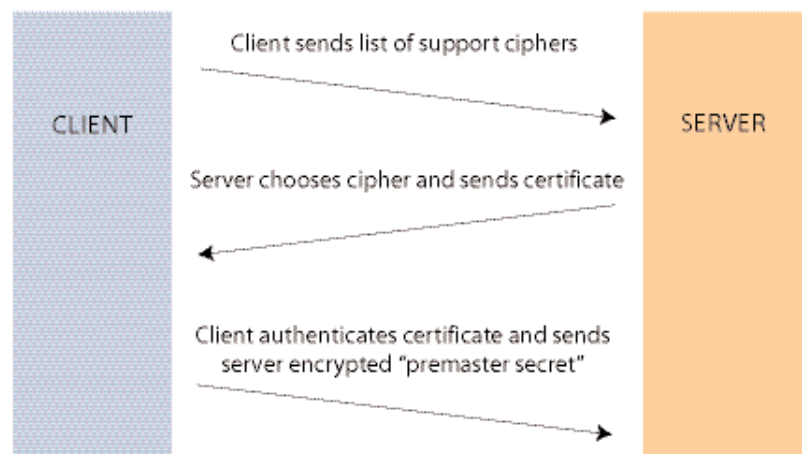 Client sends list of support ciphers
CLIENT
SERVER
Server chooses cipher and sends certificate
Client authenticates certificate and sends
server encrypted “premaster secret”